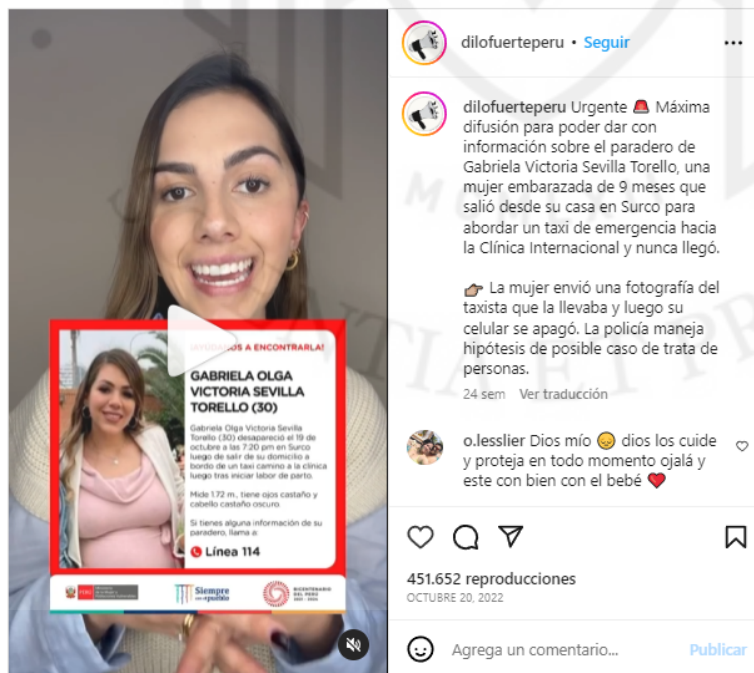 dilofuerteperu • Seguir
dilofuerteperu Urgente 🚨 Máxima
difusión para poder dar con
información sobre el paradero de
Gabriela Victoria Sevilla Torello, una
mujer embarazada de 9 meses que
salió desde su casa en Surco para
abordar un taxi de emergencia hacia
la Clínica Internacional y nunca llegó.
👉🏽 La mujer envió una fotografía del
taxista que la llevaba y luego su
celular se apagó. La policía maneja
hipótesis de posible caso de trata de
personas.
24 sem Ver traducción
o.lesslier Dios mío 😞 dios los cuide
y proteja en todo momento ojalá y
este con bien con el bebé ❤️
451.652 reproducciones
OCTUBRE 20, 2022
Agrega un comentario...
Publicar
A ENCONTRARLA!
GABRIELA OLGA
VICTORIA SEVILLA
TORELLO (30)
Gabriela Olga Victoria Sevilla
Torello (30) desapareció el 19 de
octubre a las 7:20 pm en Surco
luego de salir de su domicilio a
bordo de un taxi camino a la clínica
luego tras iniciar labor de parto.
Mide 1.72 m., tiene ojos castaño y
cabello castaño oscuro.
Si tienes alguna información de su
paradero, llama a:
Línea 114
PERÚ
Siempre
con el pueblo
BICENTENARIO
DEL PERÚ
2021 - 2024